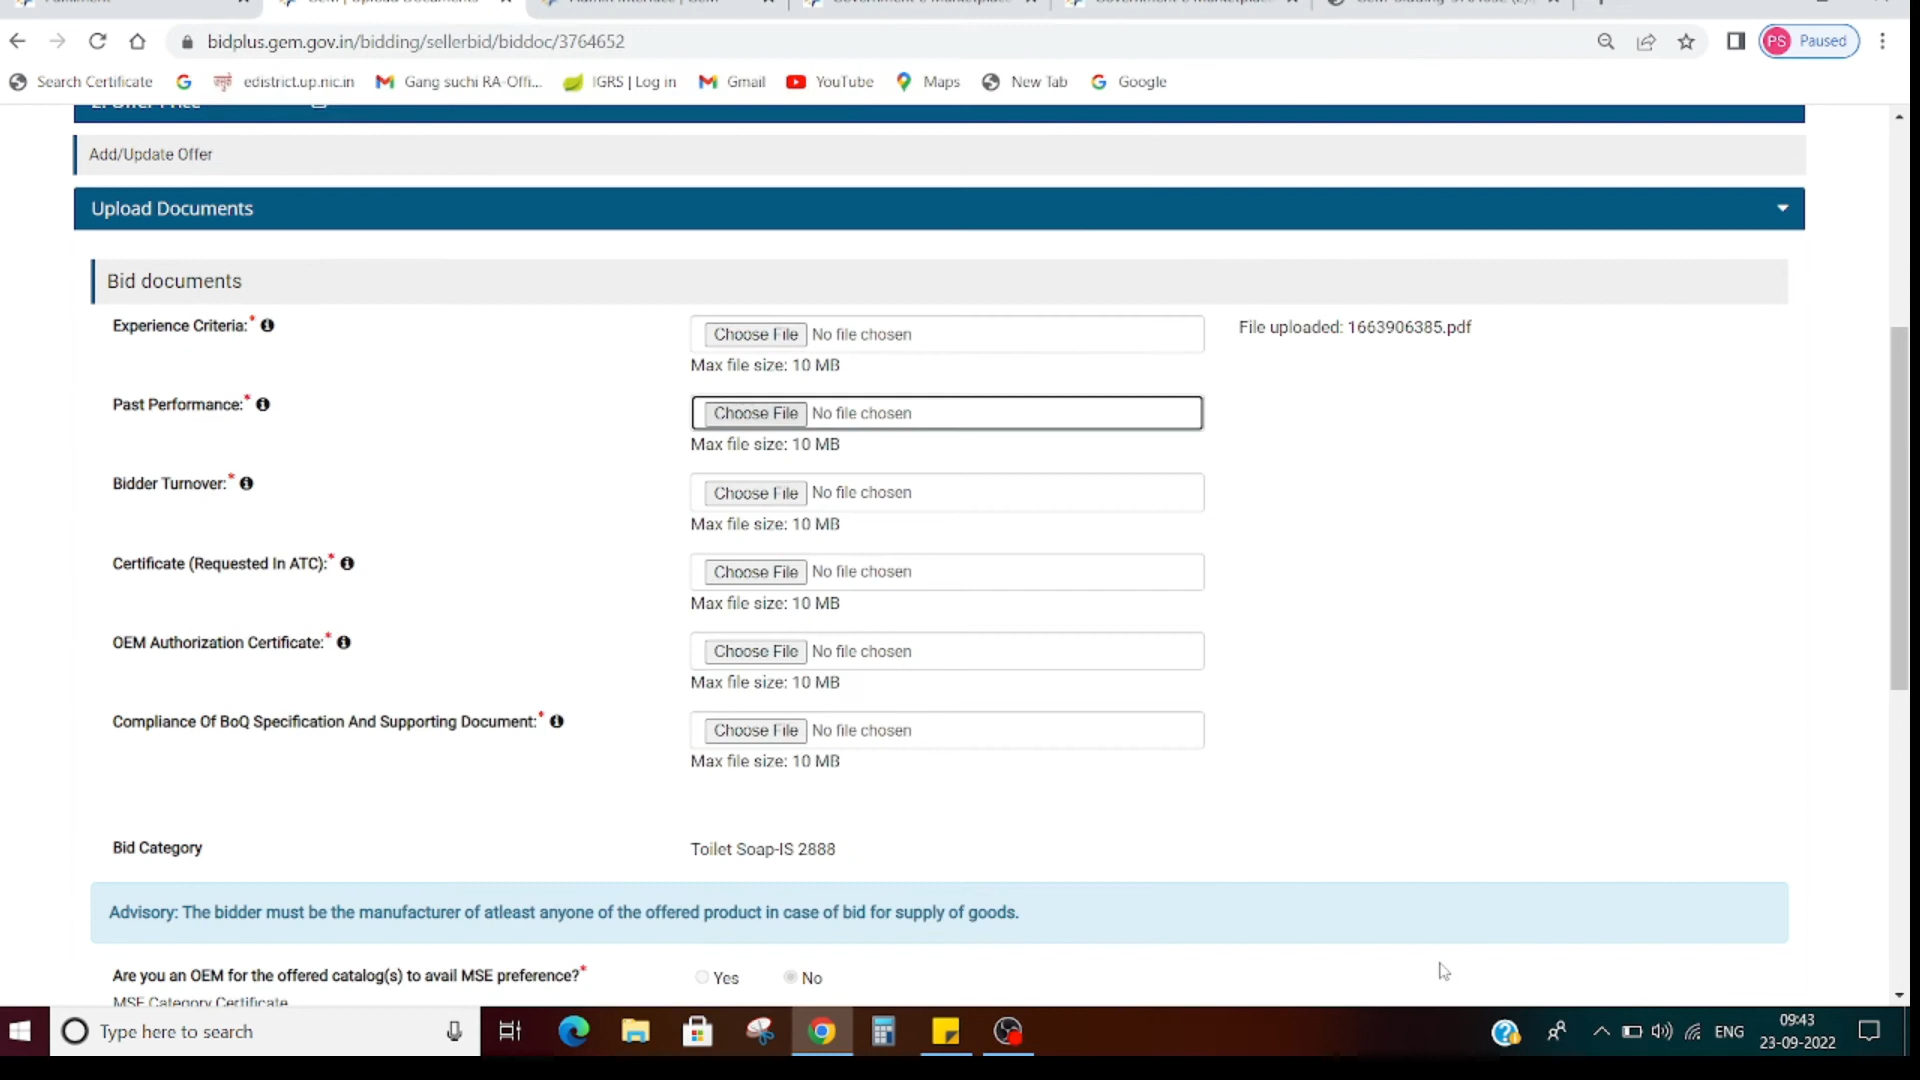 bidplus.gem.gov.in/bidding/sellerbid/biddoc/3764652
PS Paused
Search Certificate
edistrict.up.nic.in
Gang suchi RA-Offi...
IGRS | Log in
Gmail
YouTube
Maps
New Tab
Google
2. Offer Price
Add/Update Offer
Upload Documents
Bid documents
Experience Criteria:* Choose File No file chosen File uploaded: 1663906385.pdf
Max file size: 10 MB
Past Performance:* Choose File No file chosen
Max file size: 10 MB
Bidder Turnover:* Choose File No file chosen
Max file size: 10 MB
Certificate (Requested In ATC):* Choose File No file chosen
Max file size: 10 MB
OEM Authorization Certificate:* Choose File No file chosen
Max file size: 10 MB
Compliance Of BoQ Specification And Supporting Document:* Choose File No file chosen
Max file size: 10 MB
Bid Category Toilet Soap-IS 2888
Advisory: The bidder must be the manufacturer of atleast anyone of the offered product in case of bid for supply of goods.
Are you an OEM for the offered catalog(s) to avail MSE preference?* Yes No
MSE Category Certificate
Type here to search
ENG
09:43
23-09-2022